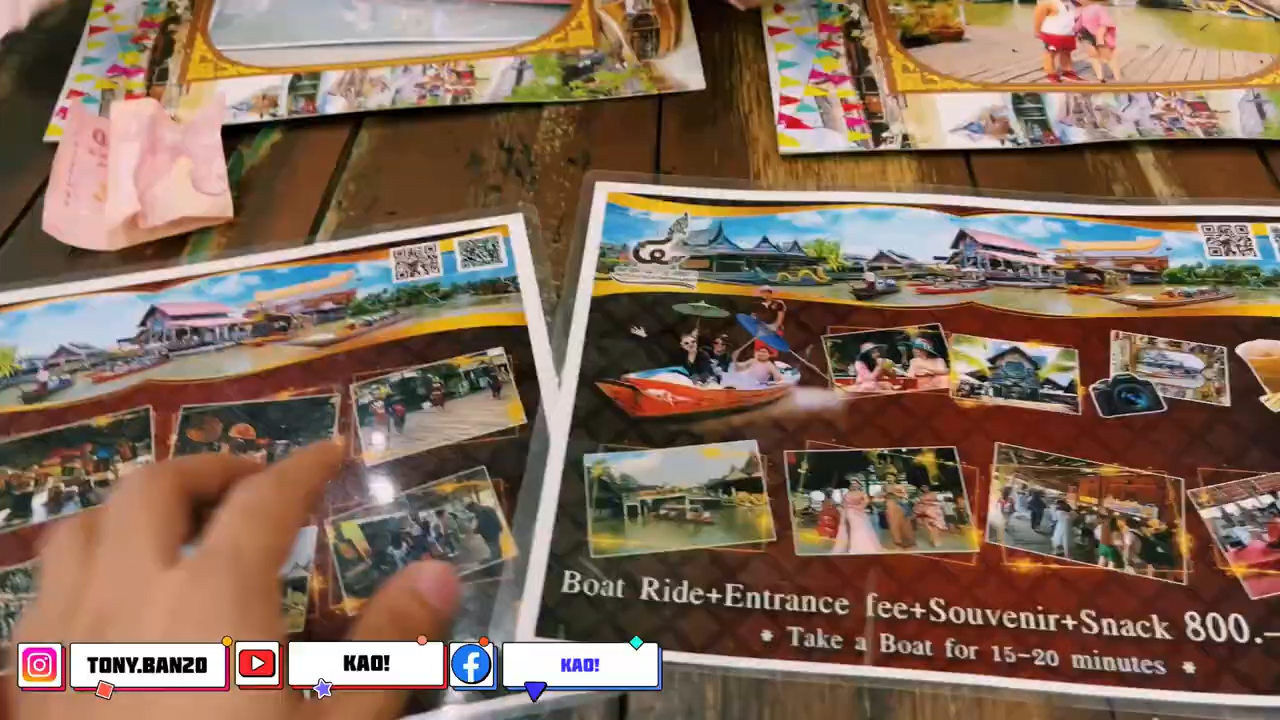 Boat Ride+Entrance fee+Souvenir+Snack 800.-
* Take a Boat for 15-20 minutes *
TONY.BANZO
KAO!
KAO!